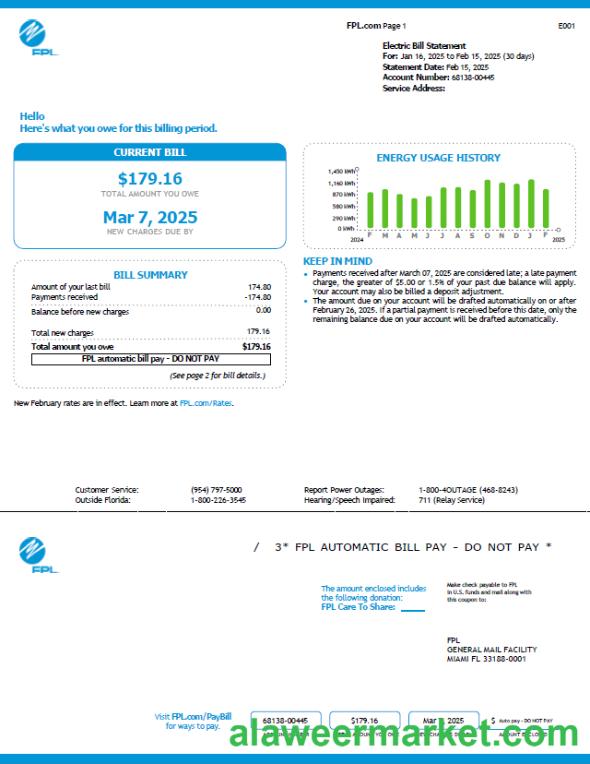 FPL
FPL.com Page 1
E001
Electric Bill Statement
For: Jan 16, 2025 to Feb 15, 2025 (30 days)
Statement Date: Feb 15, 2025
Account Number: 68138-00445
Service Address:
Hello
Here's what you owe for this billing period.
CURRENT BILL
$179.16
TOTAL AMOUNT YOU OWE
Mar 7, 2025
NEW CHARGES DUE BY
BILL SUMMARY
Amount of your last bill 174.80
Payments received -174.80
Balance before new charges 0.00
Total new charges 179.16
Total amount you owe $179.16
FPL automatic bill pay - DO NOT PAY
(See page 2 for bill details.)
New February rates are in effect. Learn more at FPL.com/Rates.
ENERGY USAGE HISTORY
1,450 kWh
1,160 kWh
870 kWh
580 kWh
290 kWh
0 kWh
F M A M J J A S O N D J F
2024 2025
KEEP IN MIND
• Payments received after March 07, 2025 are considered late; a late payment
charge, the greater of $5.00 or 1.5% of your past due balance will apply.
Your account may also be billed a deposit adjustment.
• The amount due on your account will be drafted automatically on or after
February 26, 2025. If a partial payment is received before this date, only the
remaining balance due on your account will be drafted automatically.
Customer Service: (954) 797-5000
Outside Florida: 1-800-226-3545
Report Power Outages: 1-800-4OUTAGE (468-8243)
Hearing/Speech Impaired: 711 (Relay Service)
FPL
/ 3* FPL AUTOMATIC BILL PAY - DO NOT PAY *
The amount enclosed includes
the following donation:
FPL Care To Share:
Make check payable to FPL
in U.S. funds and mail along with
this coupon to:
FPL
GENERAL MAIL FACILITY
MIAMI FL 33188-0001
Visit FPL.com/PayBill
for ways to pay.
68138-00445
$179.16
Mar 7, 2025
$ Auto pay - DO NOT PAY
alaweermarket.com